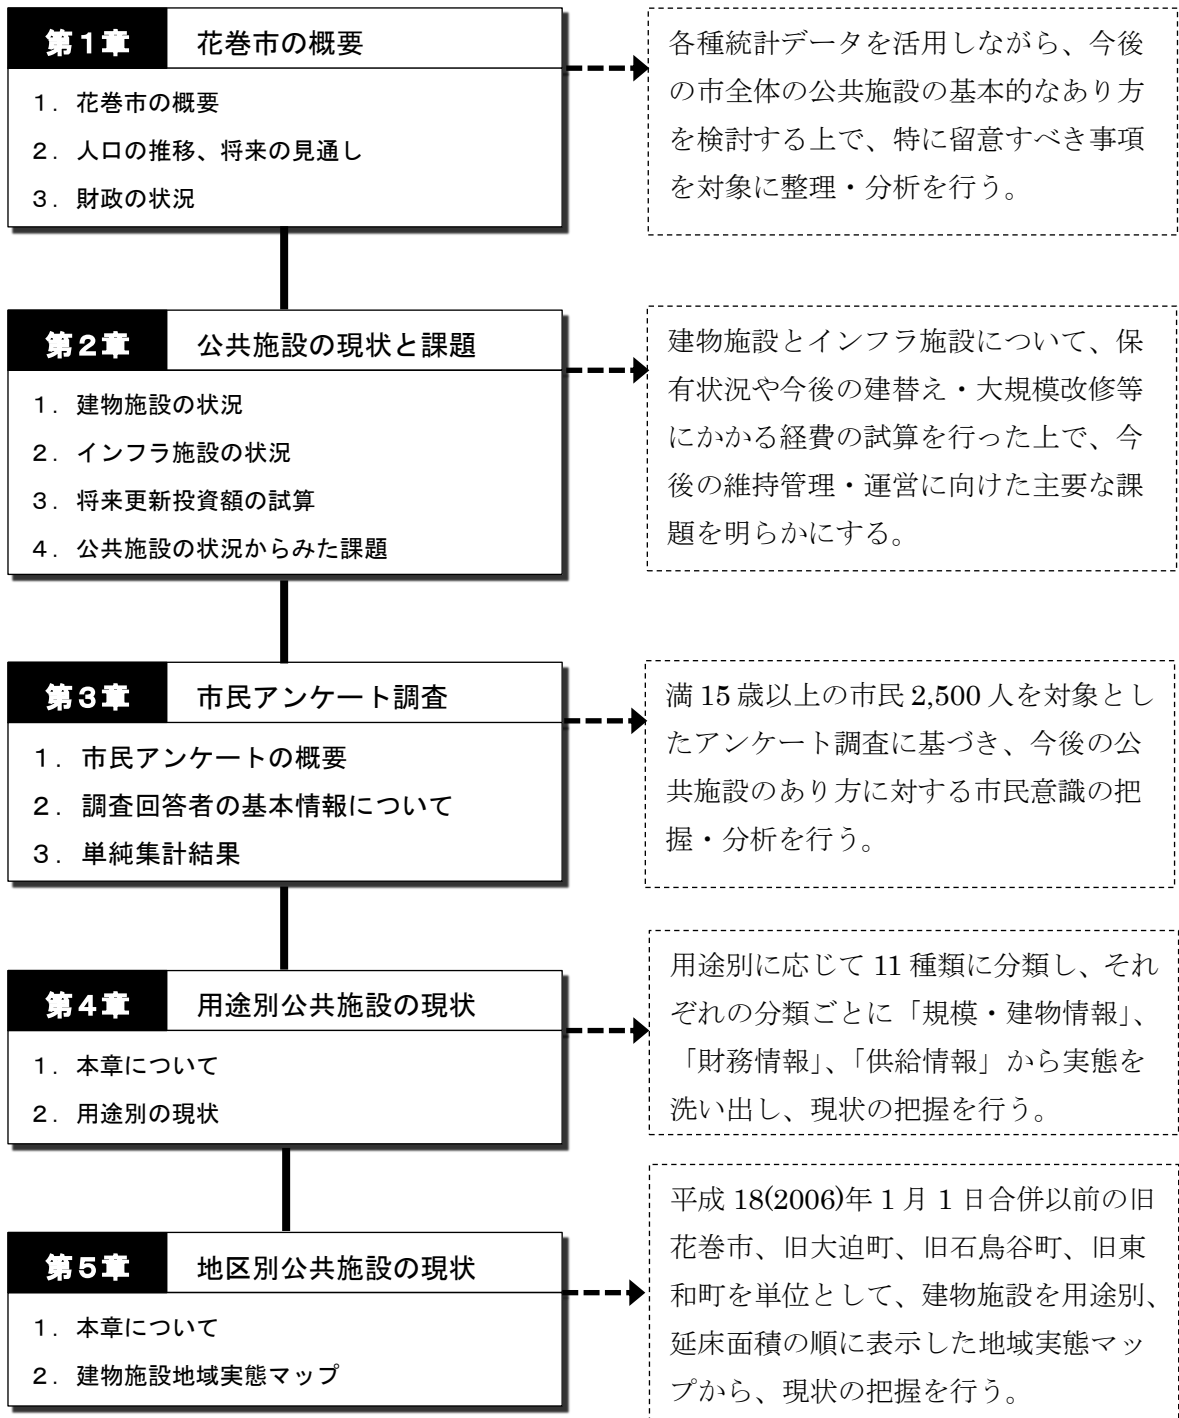 第1章 花巻市の概要
1．花巻市の概要
2．人口の推移、将来の見通し
3．財政の状況
各種統計データを活用しながら、今後
の市全体の公共施設の基本的なあり方
を検討する上で、特に留意すべき事項
を対象に整理・分析を行う。
第2章 公共施設の現状と課題
1．建物施設の状況
2．インフラ施設の状況
3．将来更新投資額の試算
4．公共施設の状況からみた課題
建物施設とインフラ施設について、保
有状況や今後の建替え・大規模改修等
にかかる経費の試算を行った上で、今
後の維持管理・運営に向けた主要な課
題を明らかにする。
第3章 市民アンケート調査
1．市民アンケートの概要
2．調査回答者の基本情報について
3．単純集計結果
満 15 歳以上の市民 2,500 人を対象とし
たアンケート調査に基づき、今後の公
共施設のあり方に対する市民意識の把
握・分析を行う。
第4章 用途別公共施設の現状
1．本章について
2．用途別の現状
用途別に応じて 11 種類に分類し、それ
ぞれの分類ごとに「規模・建物情報」、
「財務情報」、「供給情報」から実態を
洗い出し、現状の把握を行う。
第5章 地区別公共施設の現状
1．本章について
2．建物施設地域実態マップ
平成 18(2006)年 1 月 1 日合併以前の旧
花巻市、旧大迫町、旧石鳥谷町、旧東
和町を単位として、建物施設を用途別、
延床面積の順に表示した地域実態マッ
プから、現状の把握を行う。